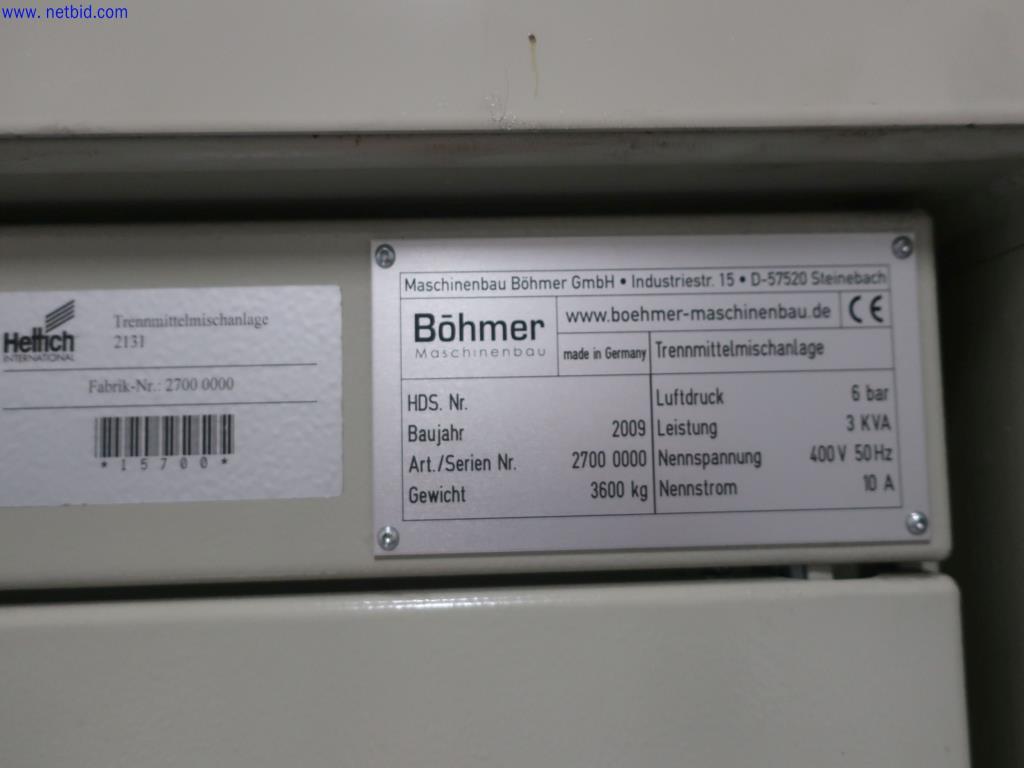 www.netbid.com
Hettich
INTERNATIONAL
Trennmittelmischanlage
2131
Fabrik-Nr.: 2700 0000
*15700*
Maschinenbau Böhmer GmbH • Industriestr. 15 • D-57520 Steinebach
Böhmer
Maschinenbau
www.boehmer-maschinenbau.de CE
made in Germany Trennmittelmischanlage
HDS. Nr.
Baujahr 2009
Art./Serien Nr. 2700 0000
Gewicht 3600 kg
Luftdruck 6 bar
Leistung 3 KVA
Nennspannung 400 V 50 Hz
Nennstrom 10 A